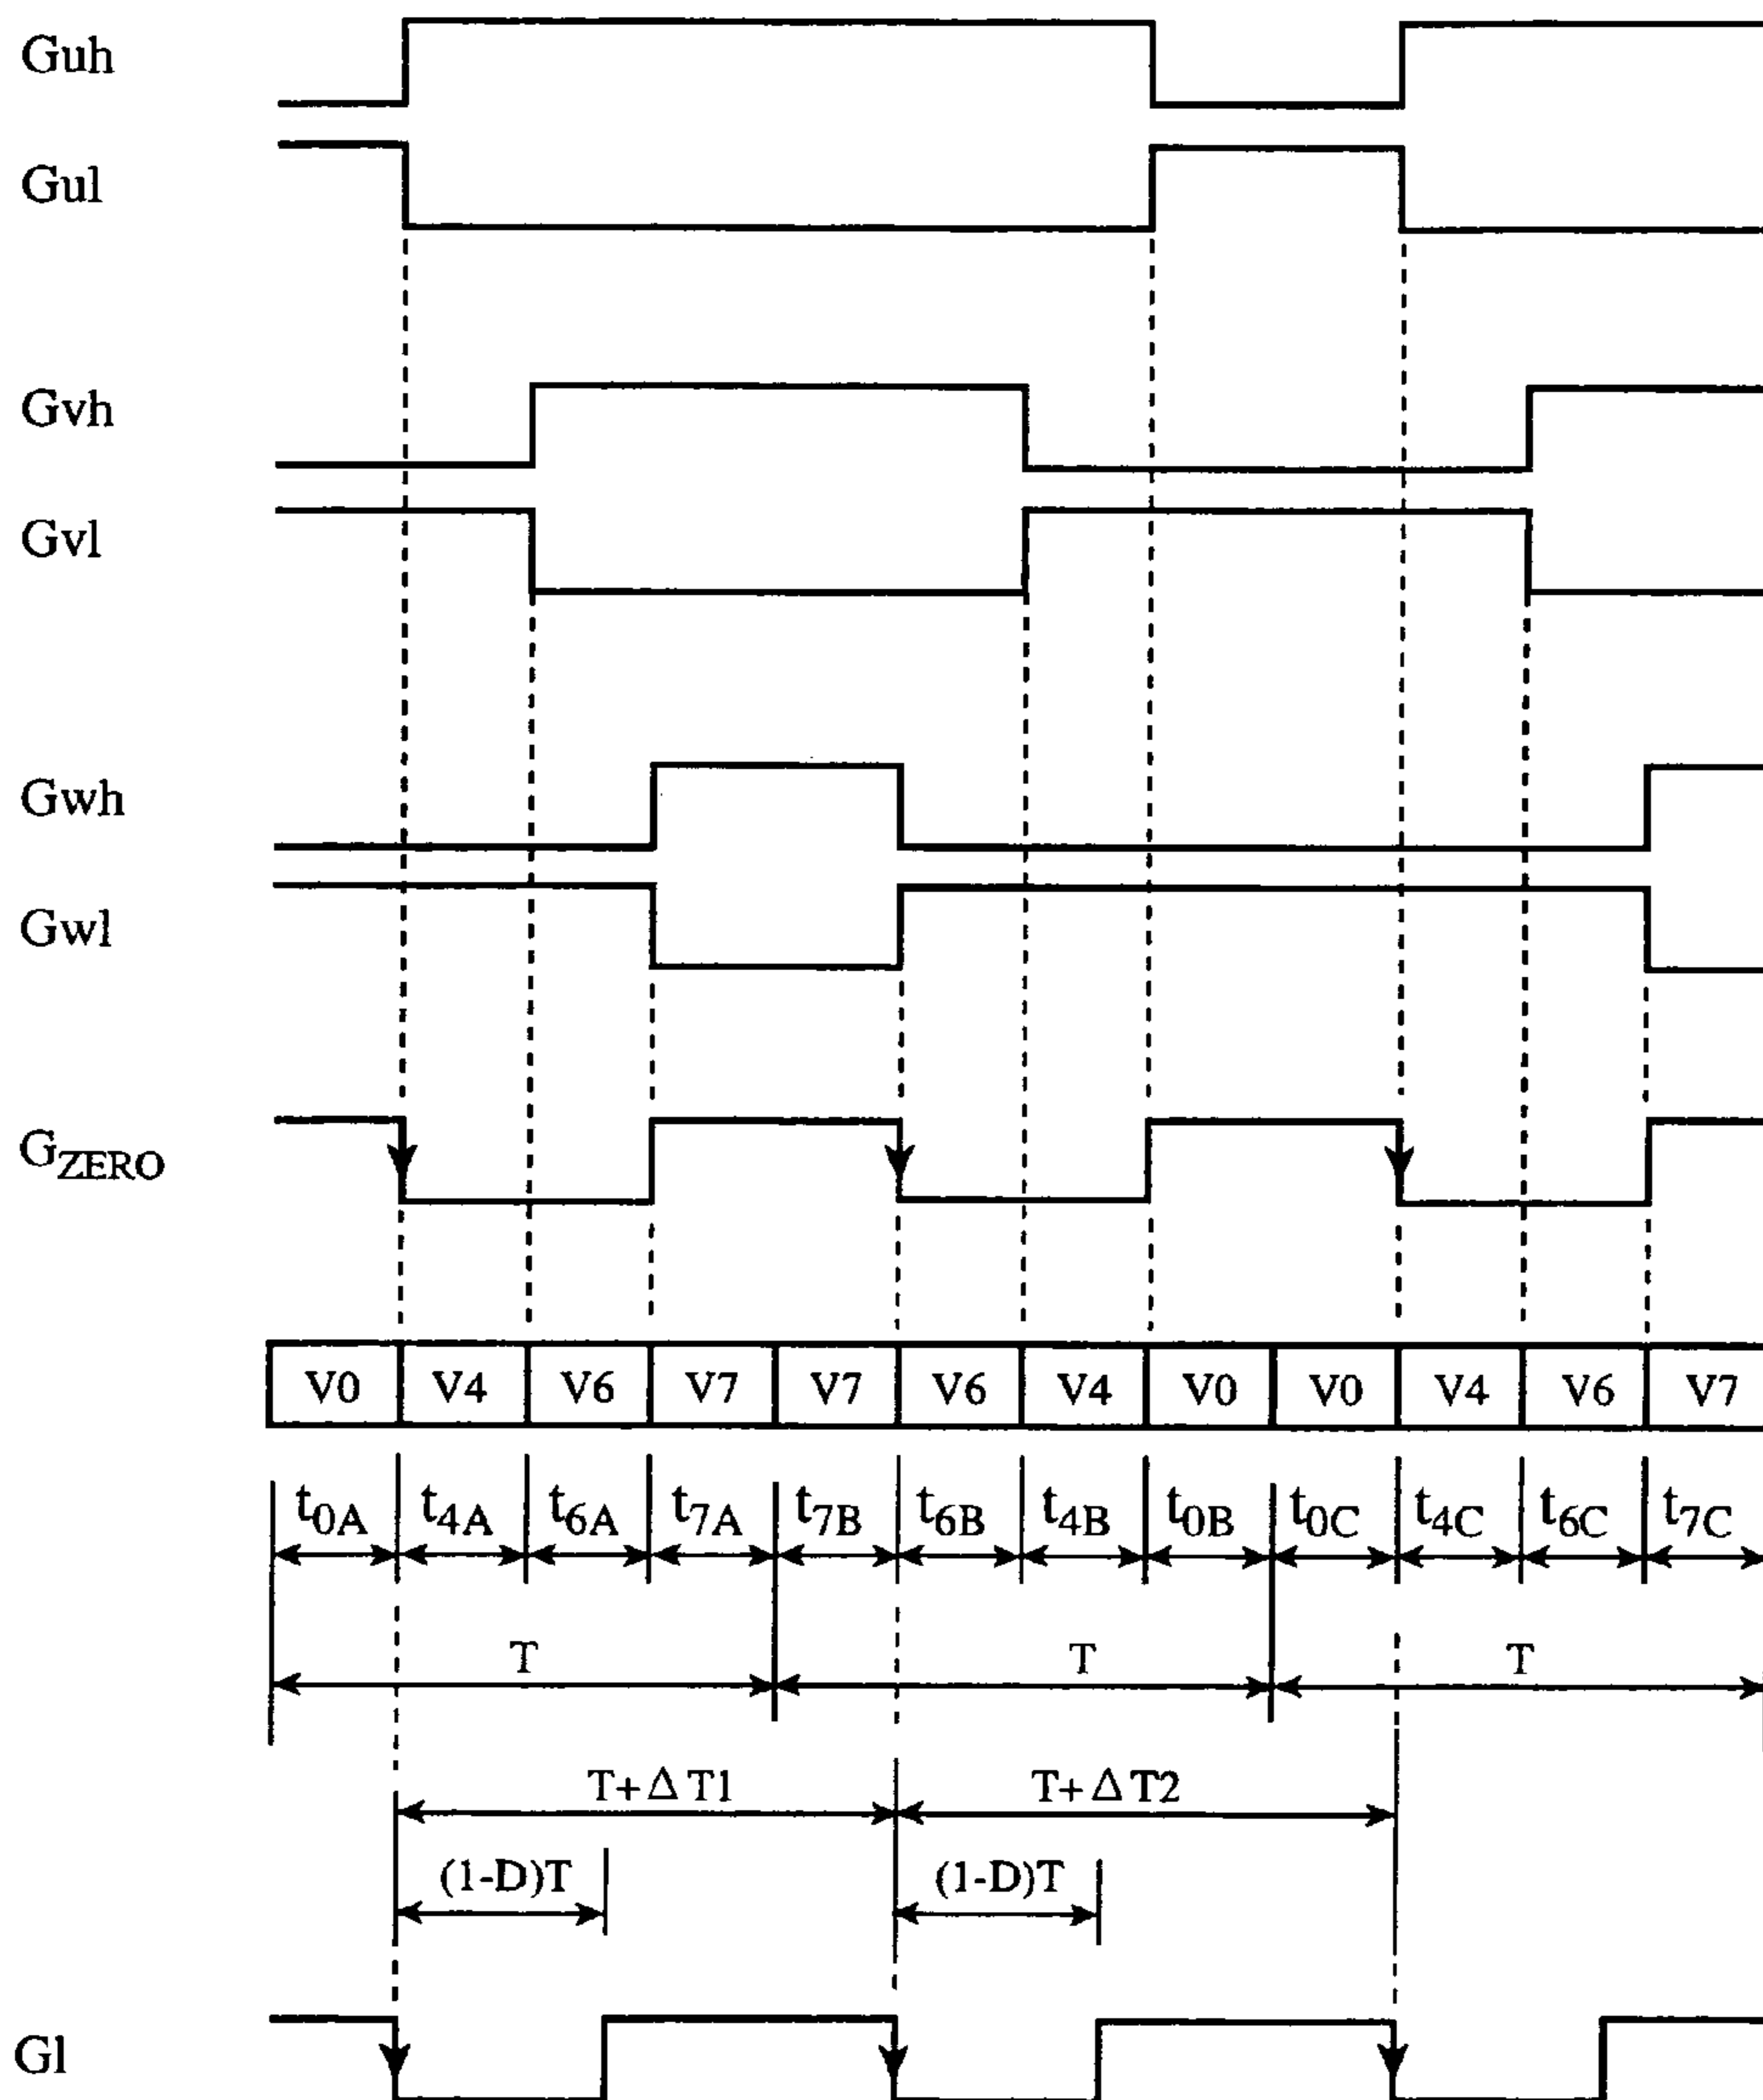 Guh
Gul
Gvh
Gvl
Gwh
Gwl
GZERO
V0 V4 V6 V7 V7 V6 V4 V0 V0 V4 V6 V7
t0A t4A t6A t7A t7B t6B t4B t0B t0C t4C t6C t7C
T T T
T+ΔT1 T+ΔT2
(1-D)T (1-D)T
Gl